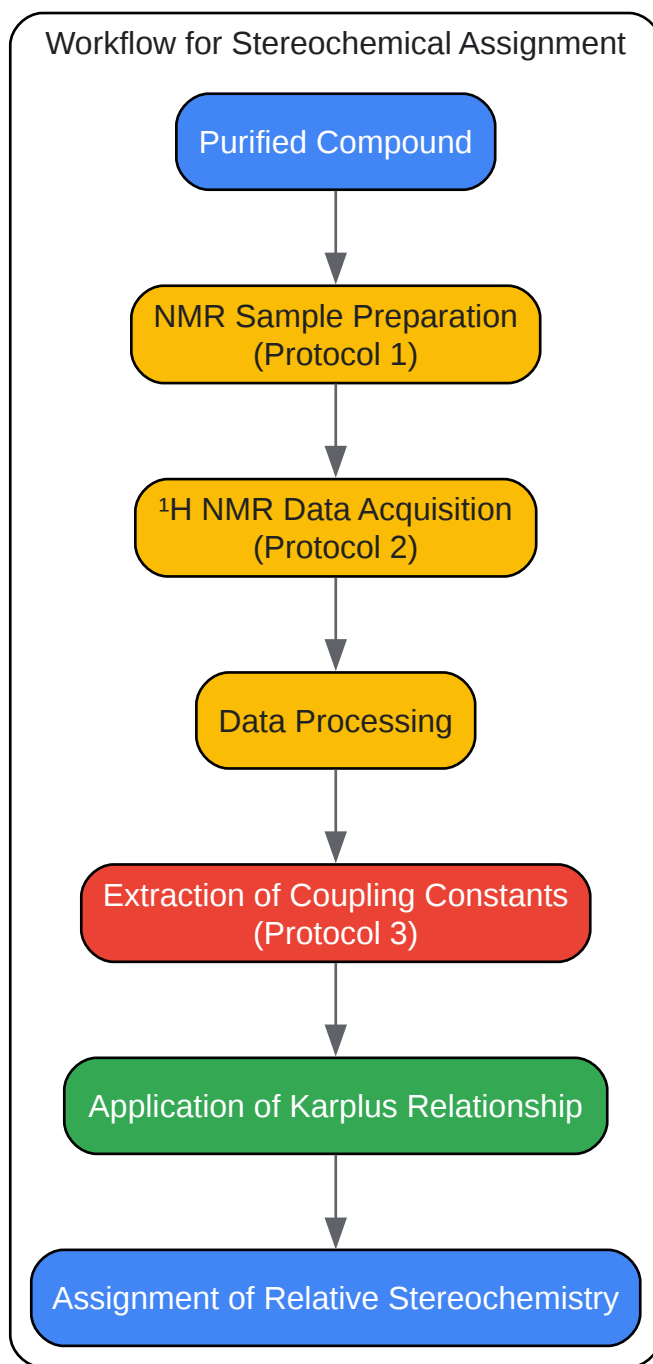 Workflow for Stereochemical Assignment
Purified Compound
NMR Sample Preparation
(Protocol 1)
¹H NMR Data Acquisition
(Protocol 2)
Data Processing
Extraction of Coupling Constants
(Protocol 3)
Application of Karplus Relationship
Assignment of Relative Stereochemistry